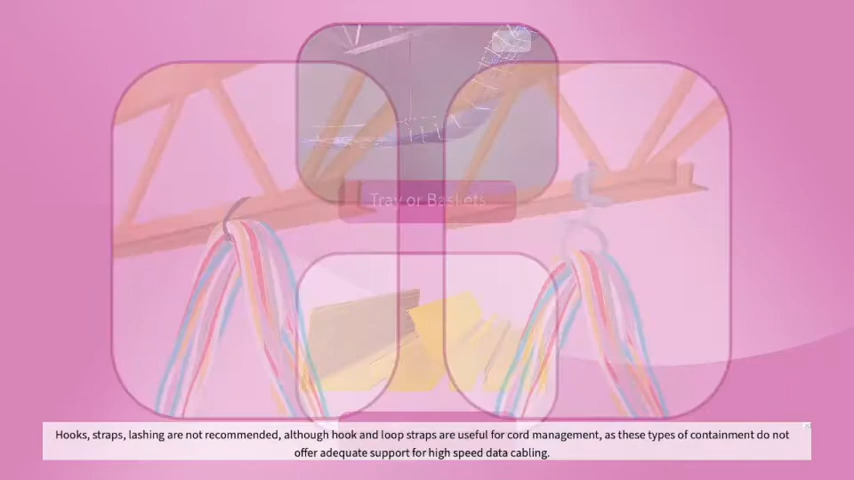 Tray or Baskets
Hooks, straps, lashing are not recommended, although hook and loop straps are useful for cord management, as these types of containment do not
offer adequate support for high speed data cabling.